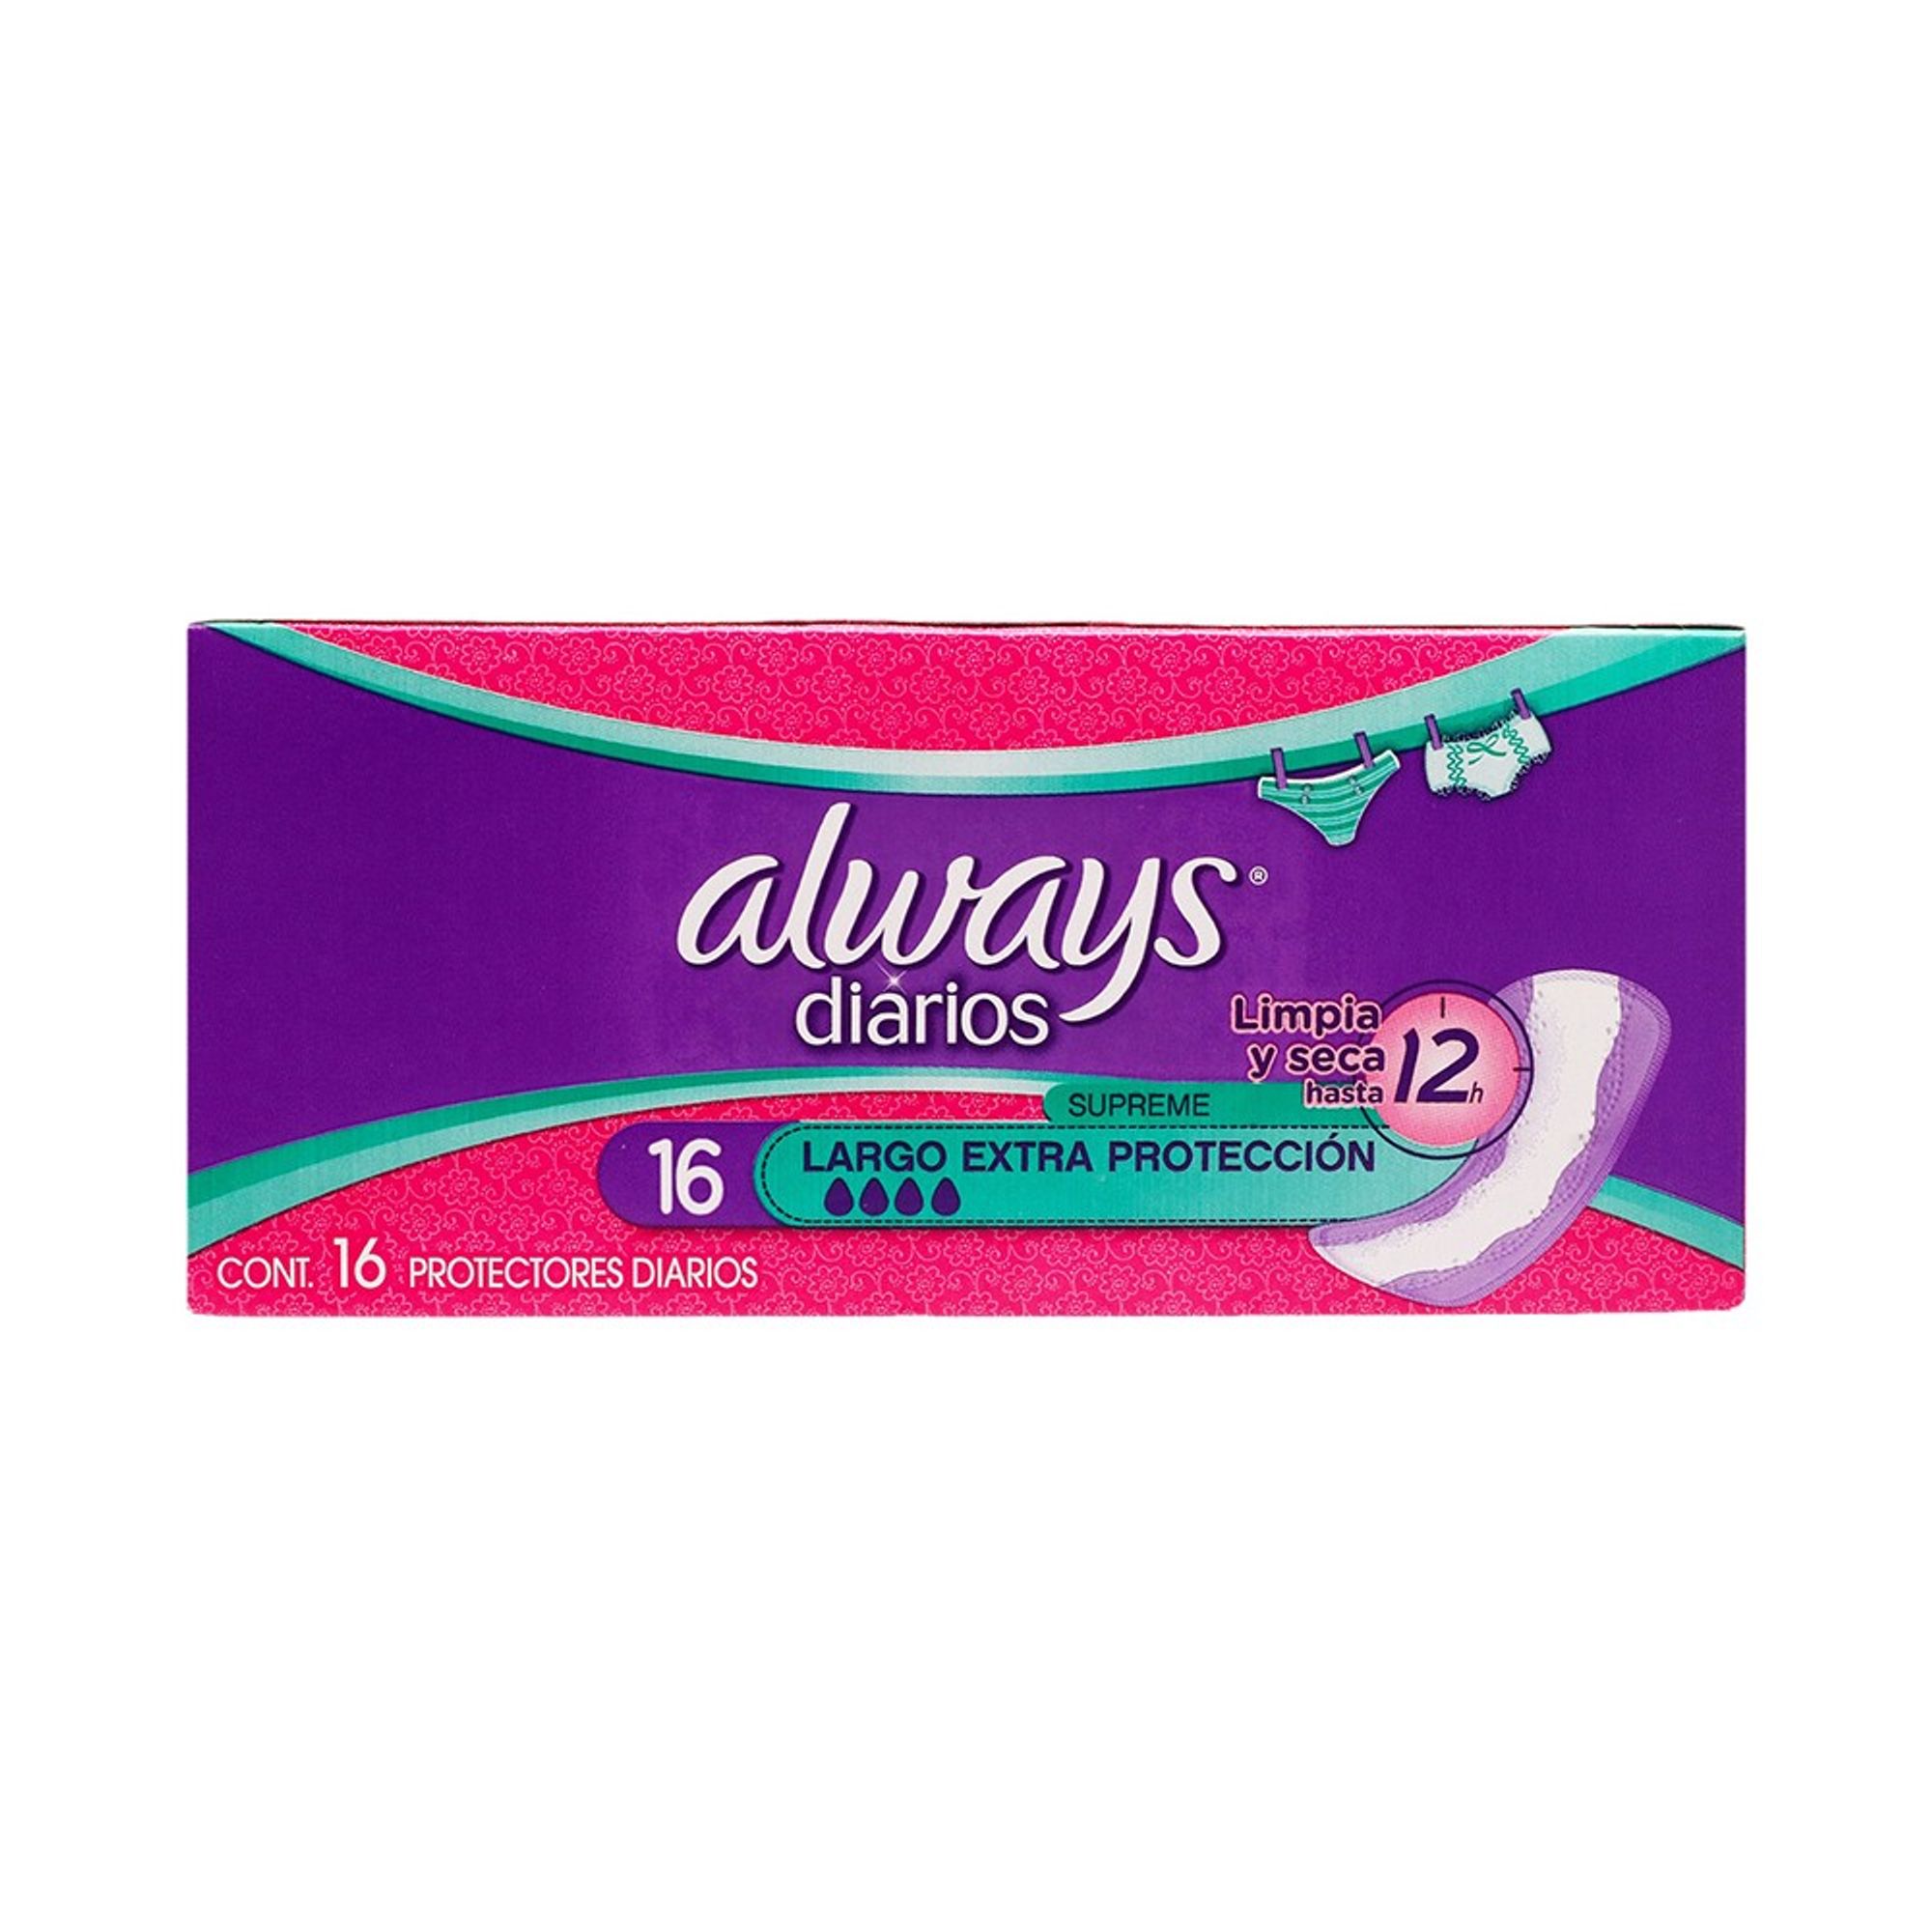 always®
diarios
Limpia
y seca
hasta
12h
SUPREME
16
LARGO EXTRA PROTECCIÓN
CONT. 16 PROTECTORES DIARIOS